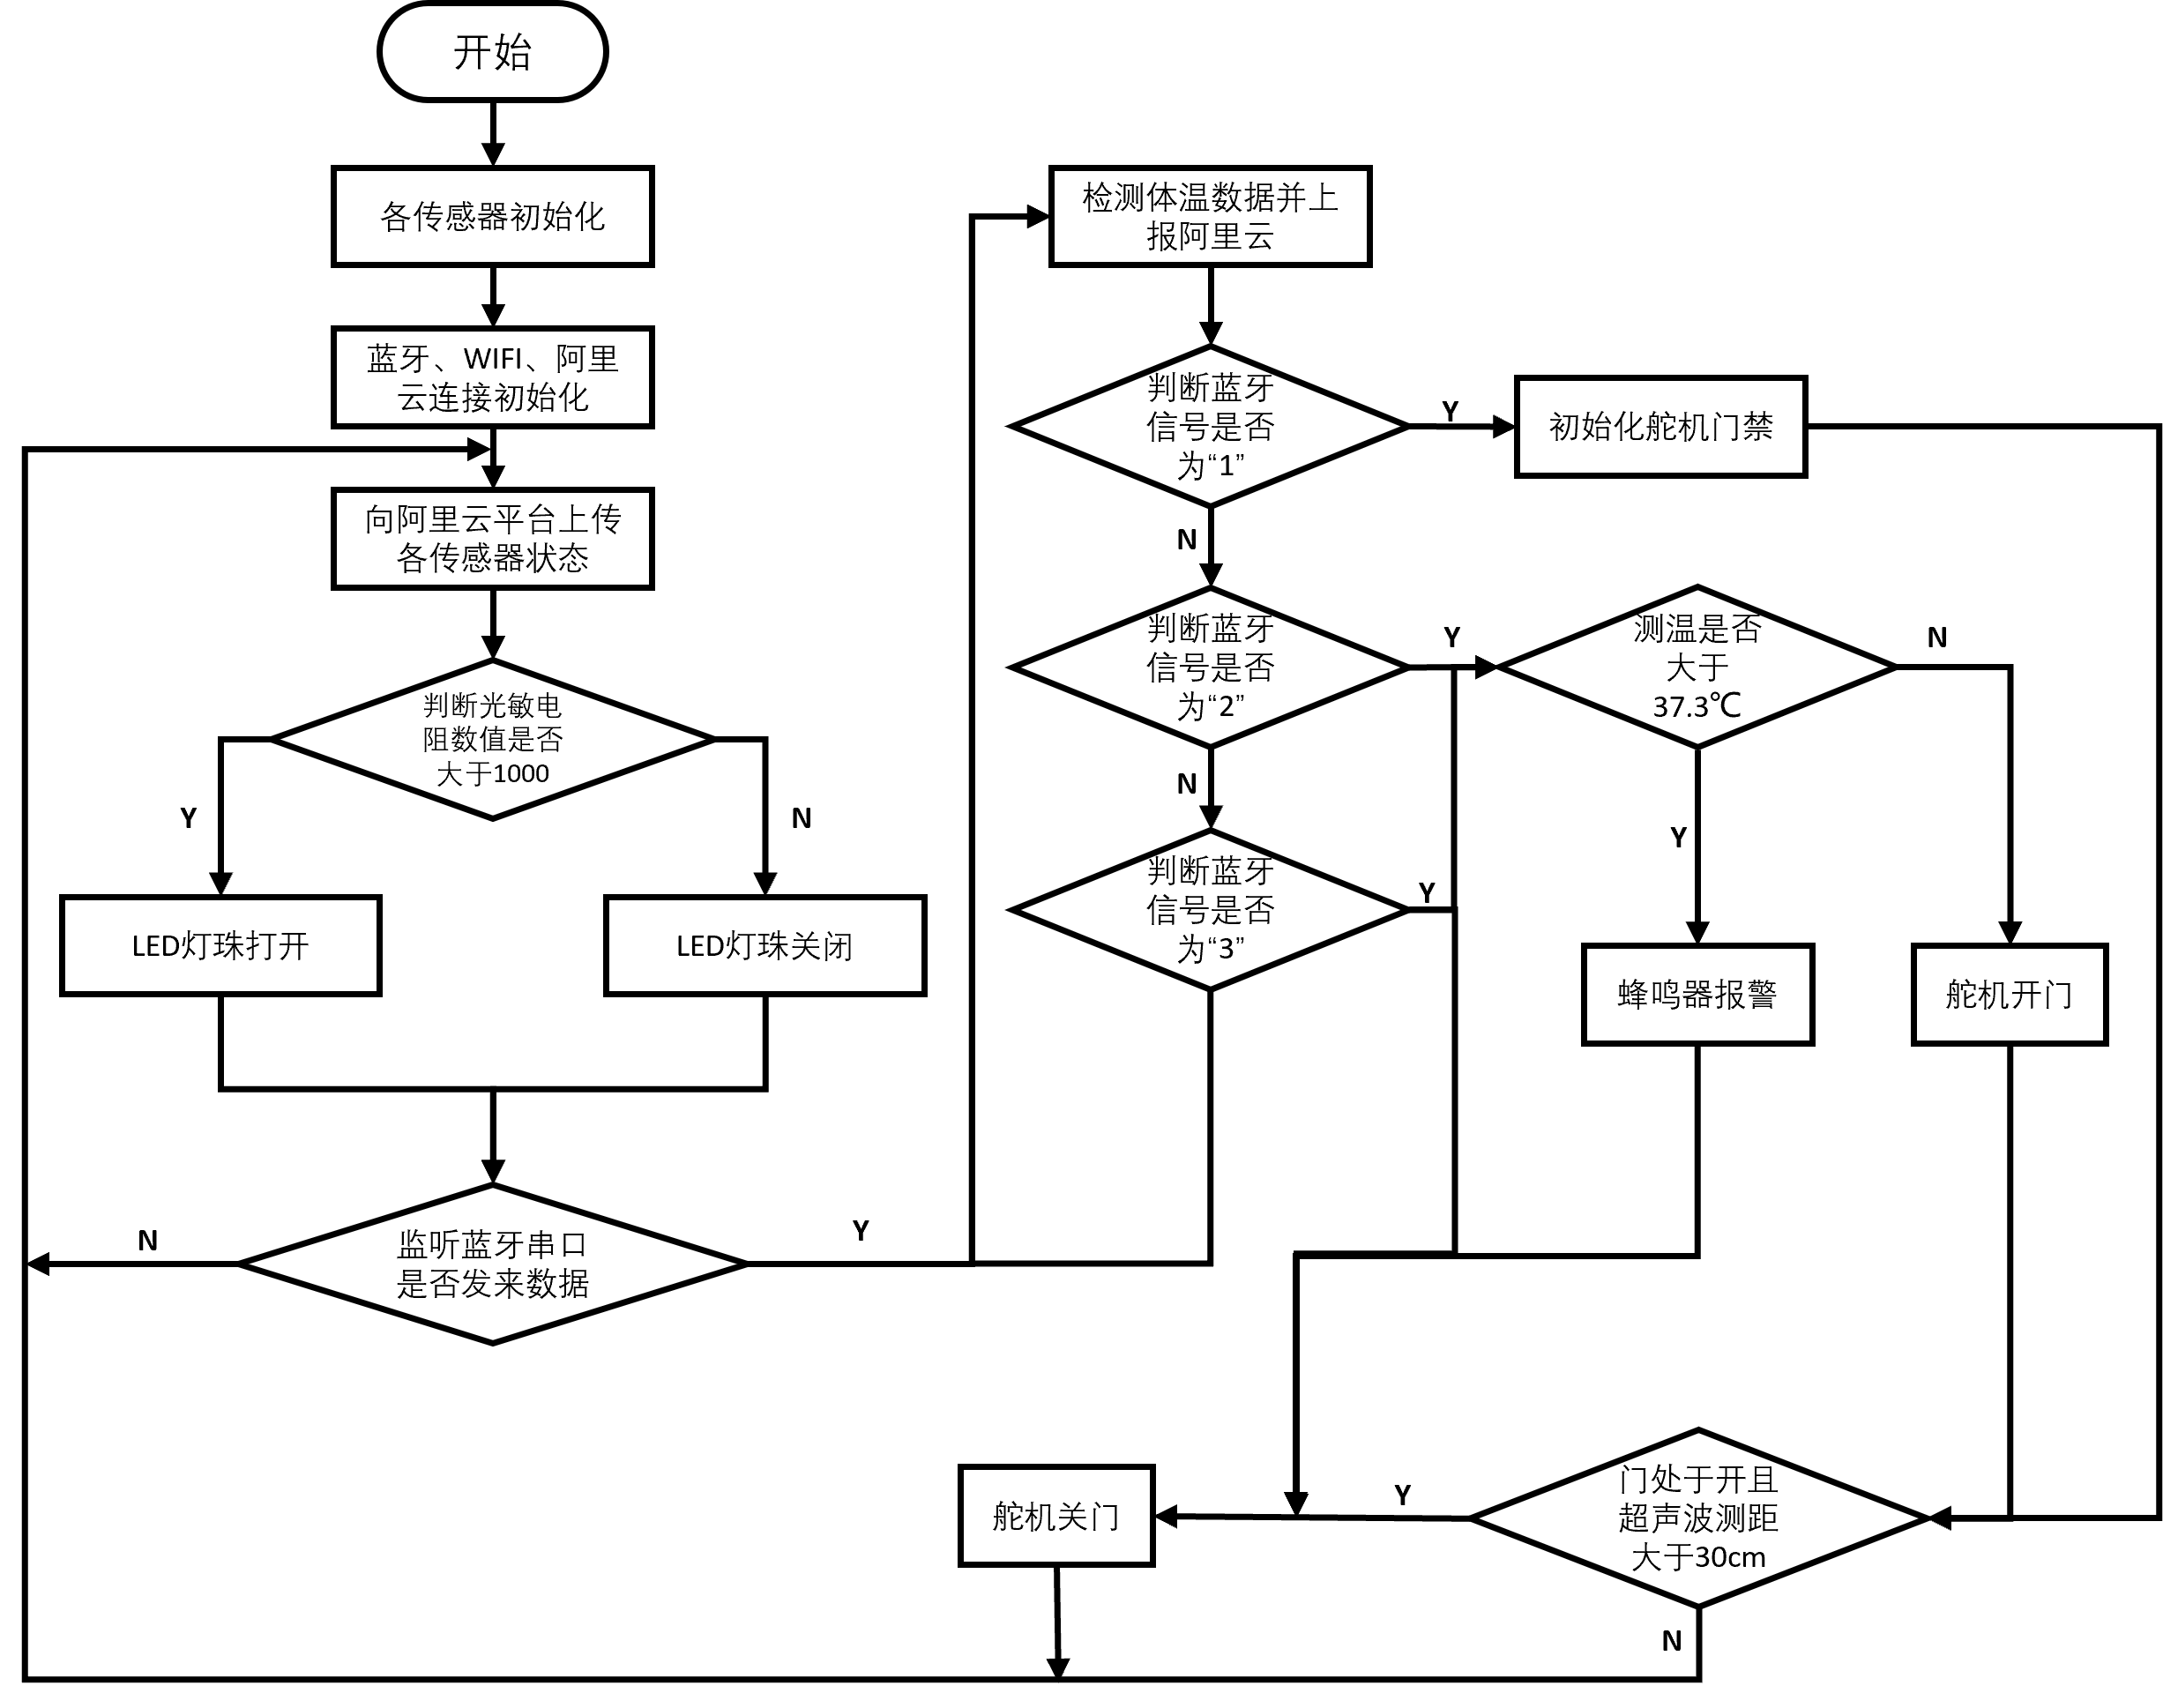 开始
各传感器初始化
蓝牙、WIFI、阿里
云连接初始化
向阿里云平台上传
各传感器状态
判断光敏电
阻数值是否
大于1000
Y
N
LED灯珠打开
LED灯珠关闭
监听蓝牙串口
是否发来数据
N
Y
检测体温数据并上
报阿里云
判断蓝牙
信号是否
为“1”
Y
初始化舵机门禁
N
判断蓝牙
信号是否
为“2”
Y
测温是否
大于
37.3℃
N
N
Y
判断蓝牙
信号是否
为“3”
Y
蜂鸣器报警
舵机开门
舵机关门
Y
门处于开且
超声波测距
大于30cm
N